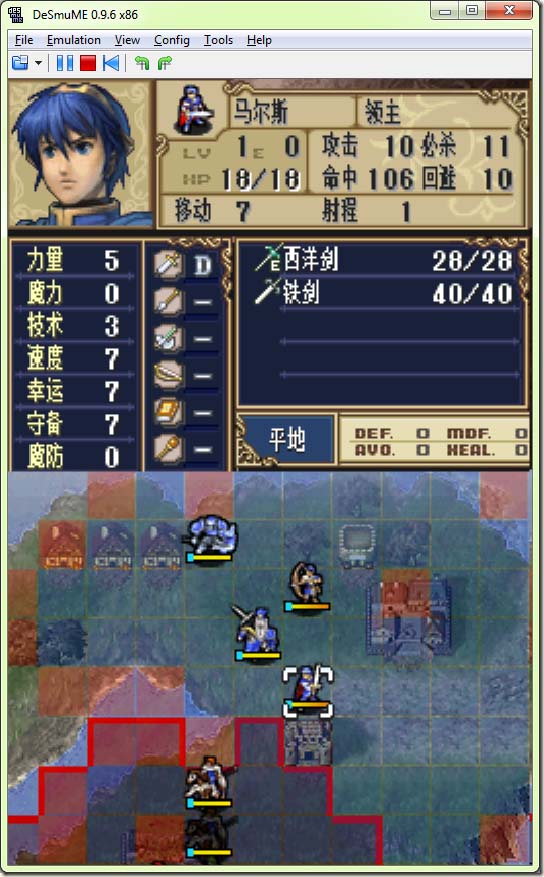 DeSmuME 0.9.6 x86
File Emulation View Config Tools Help
马尔斯 领主
LV 1 E 0 攻击 10 必杀 11
HP 18/18 命中 106 回避 10
移动 7 射程 1
力量 5 D E 西洋剑 28/28
魔力 0 – 铁剑 40/40
技术 3 –
速度 7 –
幸运 7 –
守备 7 –
魔防 0
平地 DEF. 0 MDF. 0
AVO. 0 HEAL. 0